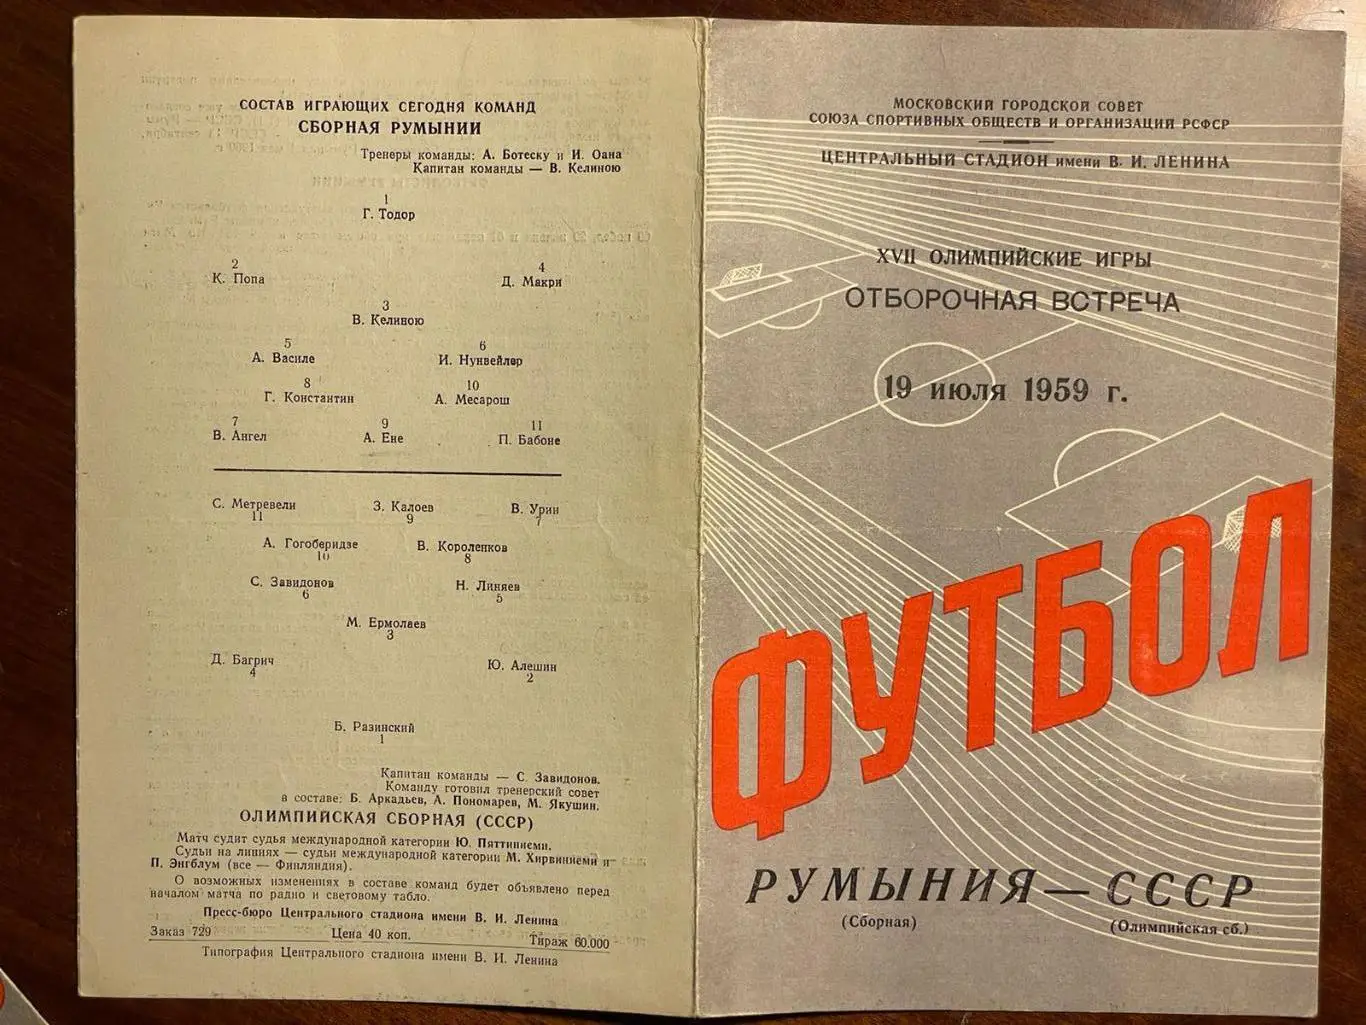 СОСТАВ ИГРАЮЩИХ СЕГОДНЯ КОМАНД
СБОРНАЯ РУМЫНИИ
Тренеры команды: А. Ботеску и И. Оана
Капитан команды — В. Келиною
1
Г. Тодор
2 4
К. Попа Д. Макри
3
В. Келиною
5 6
А. Василе И. Нунвейлер
8 10
Г. Константин А. Месарош
7 9 11
В. Ангел А. Ене П. Бабоне
С. Метревели З. Калоев В. Урин
11 9 7
А. Гогоберидзе В. Короленков
10 8
С. Завидонов Н. Линяев
6 5
М. Ермолаев
3
Д. Багрич Ю. Алешин
4 2
Б. Разинский
1
Капитан команды — С. Завидонов.
Команду готовил тренерский совет
в составе: Б. Аркадьев, А. Пономарев, М. Якушин.
ОЛИМПИЙСКАЯ СБОРНАЯ (СССР)
Матч судит судья международной категории Ю. Пяттиниеми.
Судьи на линиях — судьи международной категории М. Хирвиниеми и
П. Энгблум (все — Финляндия).
О возможных изменениях в составе команд будет объявлено перед
началом матча по радио и световому табло.
Пресс-бюро Центрального стадиона имени В. И. Ленина
Заказ 729 Цена 40 коп. Тираж 60.000
Типография Центрального стадиона имени В. И. Ленина
МОСКОВСКИЙ ГОРОДСКОЙ СОВЕТ
СОЮЗА СПОРТИВНЫХ ОБЩЕСТВ И ОРГАНИЗАЦИЙ РСФСР
ЦЕНТРАЛЬНЫЙ СТАДИОН имени В. И. ЛЕНИНА
XVII ОЛИМПИЙСКИЕ ИГРЫ
ОТБОРОЧНАЯ ВСТРЕЧА
19 июля 1959 г.
ФУТБОЛ
РУМЫНИЯ — СССР
(Сборная) (Олимпийская сб.)